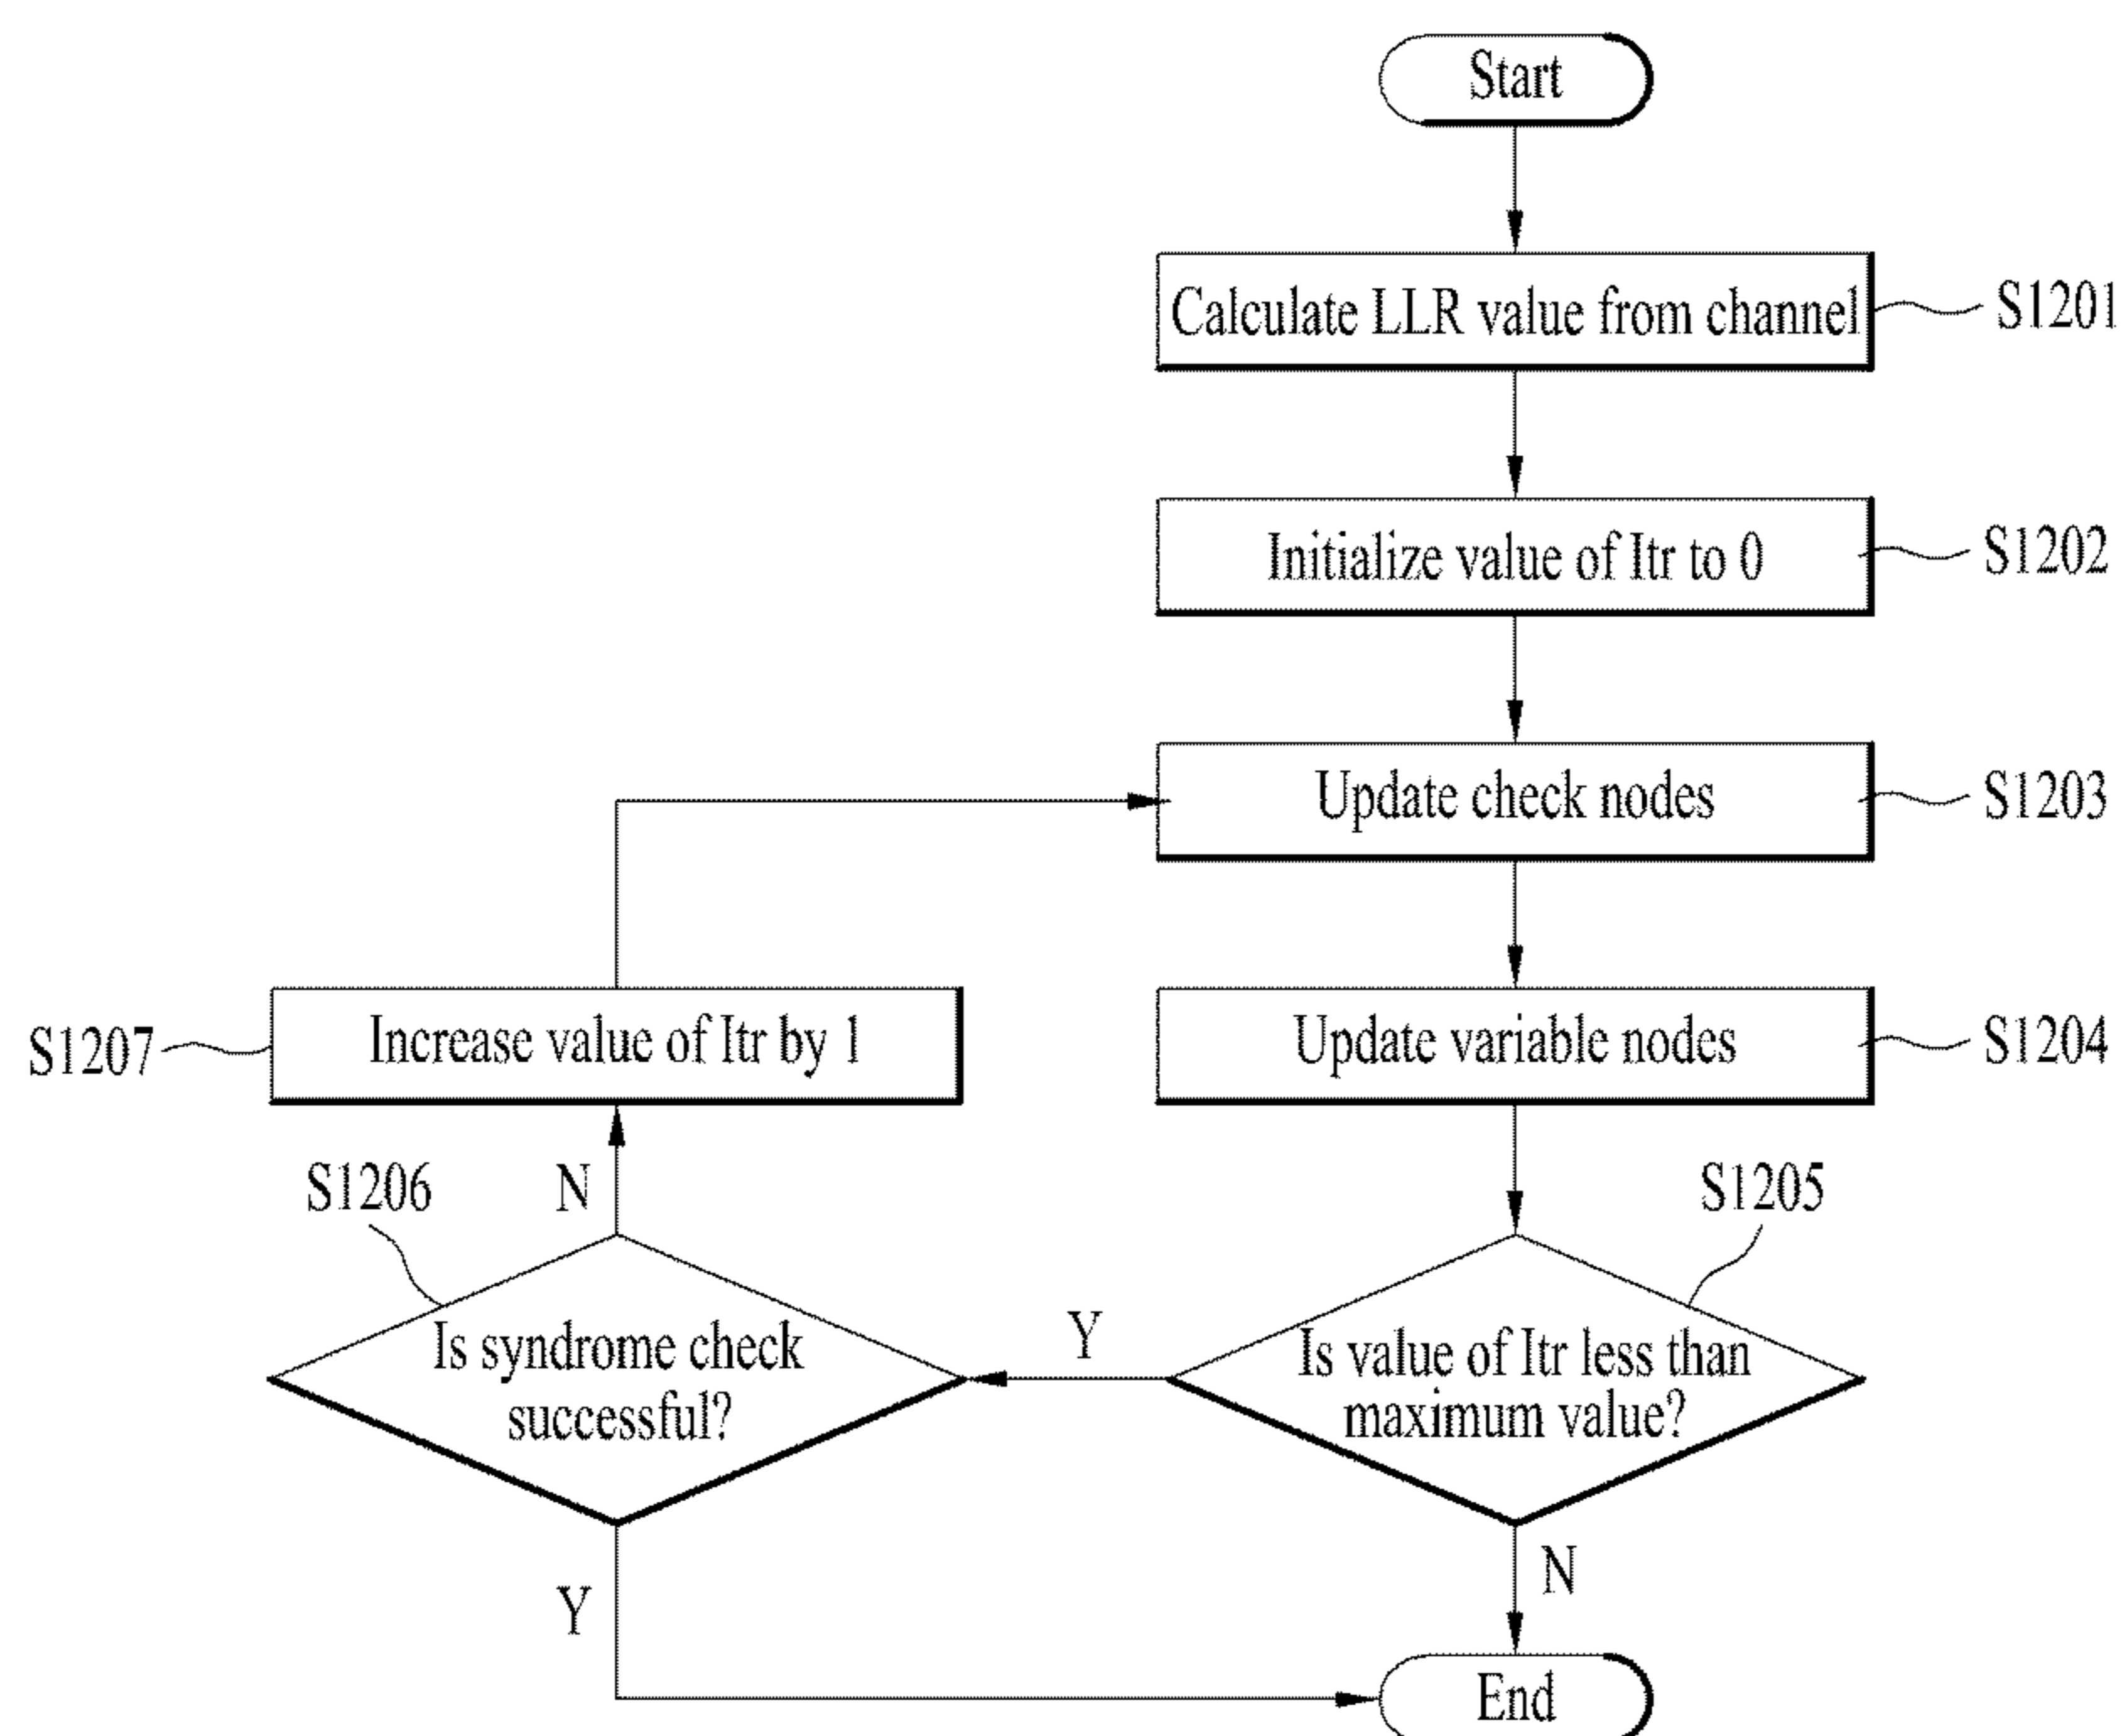 Start
Calculate LLR value from channel
S1201
Initialize value of Itr to 0
S1202
Update check nodes
S1203
S1207
Increase value of Itr by 1
Update variable nodes
S1204
S1206
N
S1205
Is syndrome check
successful?
Y
Is value of Itr less than
maximum value?
Y
N
End